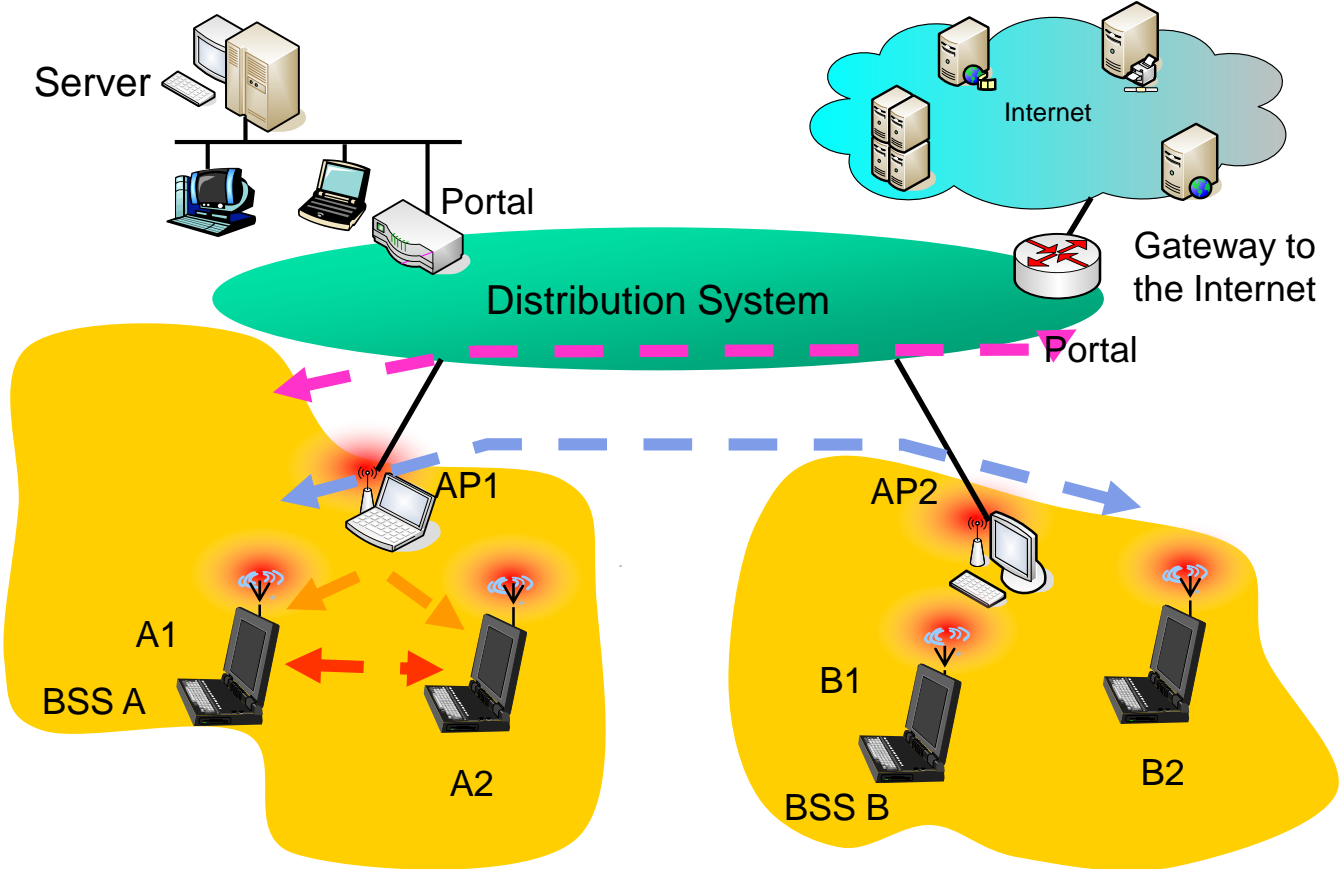 Server
Internet
Portal
Gateway to
the Internet
Distribution System
Portal
AP1
AP2
A1
BSS A
A2
B1
B2
BSS B